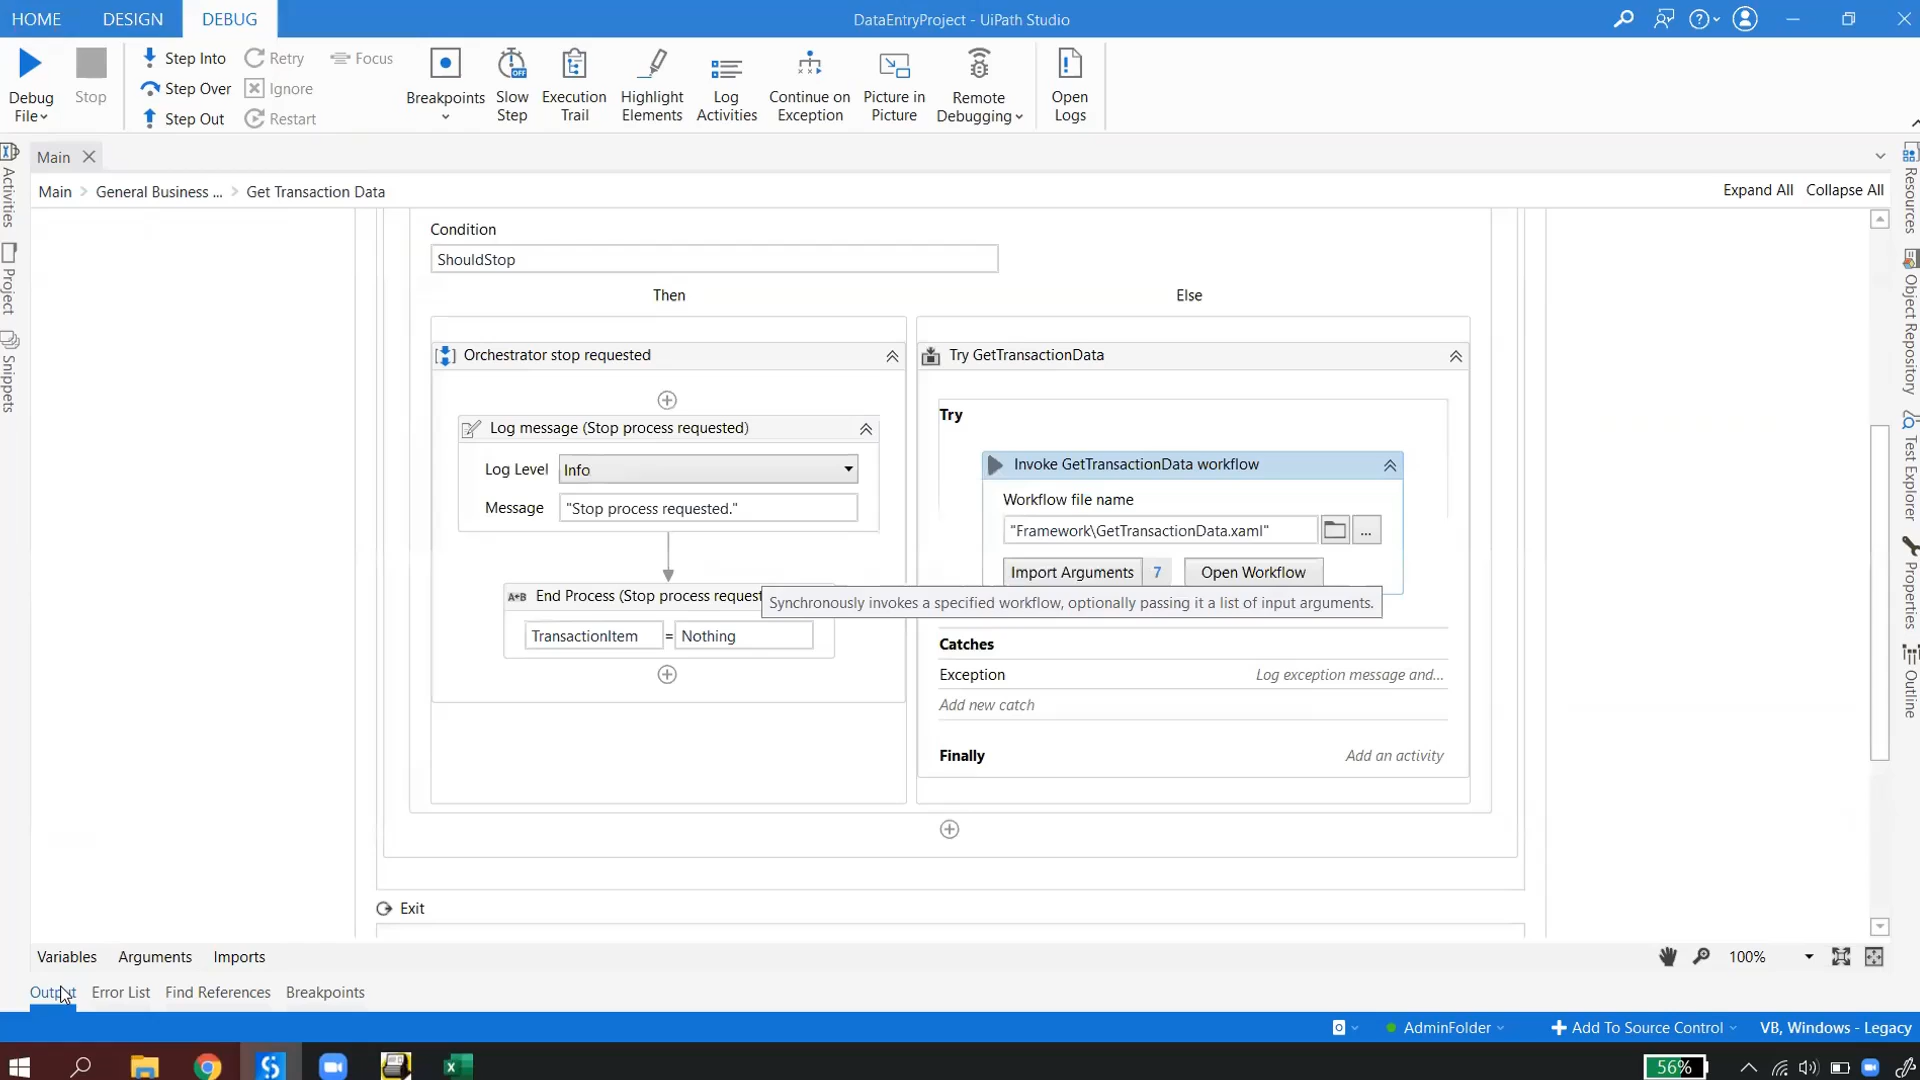 HOME DESIGN DEBUG DataEntryProject - UiPath Studio
Debug File
Stop
Step Into
Step Over
Step Out
Retry
Ignore
Restart
Focus
Breakpoints
Slow Step
Execution Trail
Highlight Elements
Log Activities
Continue on Exception
Picture in Picture
Remote Debugging
Open Logs
OFF
Main
Main > General Business ... > Get Transaction Data
Expand All Collapse All
Activities
Project
Snippets
Resources
Object Repository
Test Explorer
Properties
Outline
Condition
ShouldStop
Then Else
Orchestrator stop requested
Log message (Stop process requested)
Log Level Info
Message "Stop process requested."
End Process (Stop process request
TransactionItem = Nothing
A+B
Try GetTransactionData
Try
Invoke GetTransactionData workflow
Workflow file name
"Framework\GetTransactionData.xaml" ...
Import Arguments 7 Open Workflow
Synchronously invokes a specified workflow, optionally passing it a list of input arguments.
Catches
Exception Log exception message and...
Add new catch
Finally Add an activity
Exit
Variables Arguments Imports 100%
Output Error List Find References Breakpoints
AdminFolder Add To Source Control VB, Windows - Legacy
56%